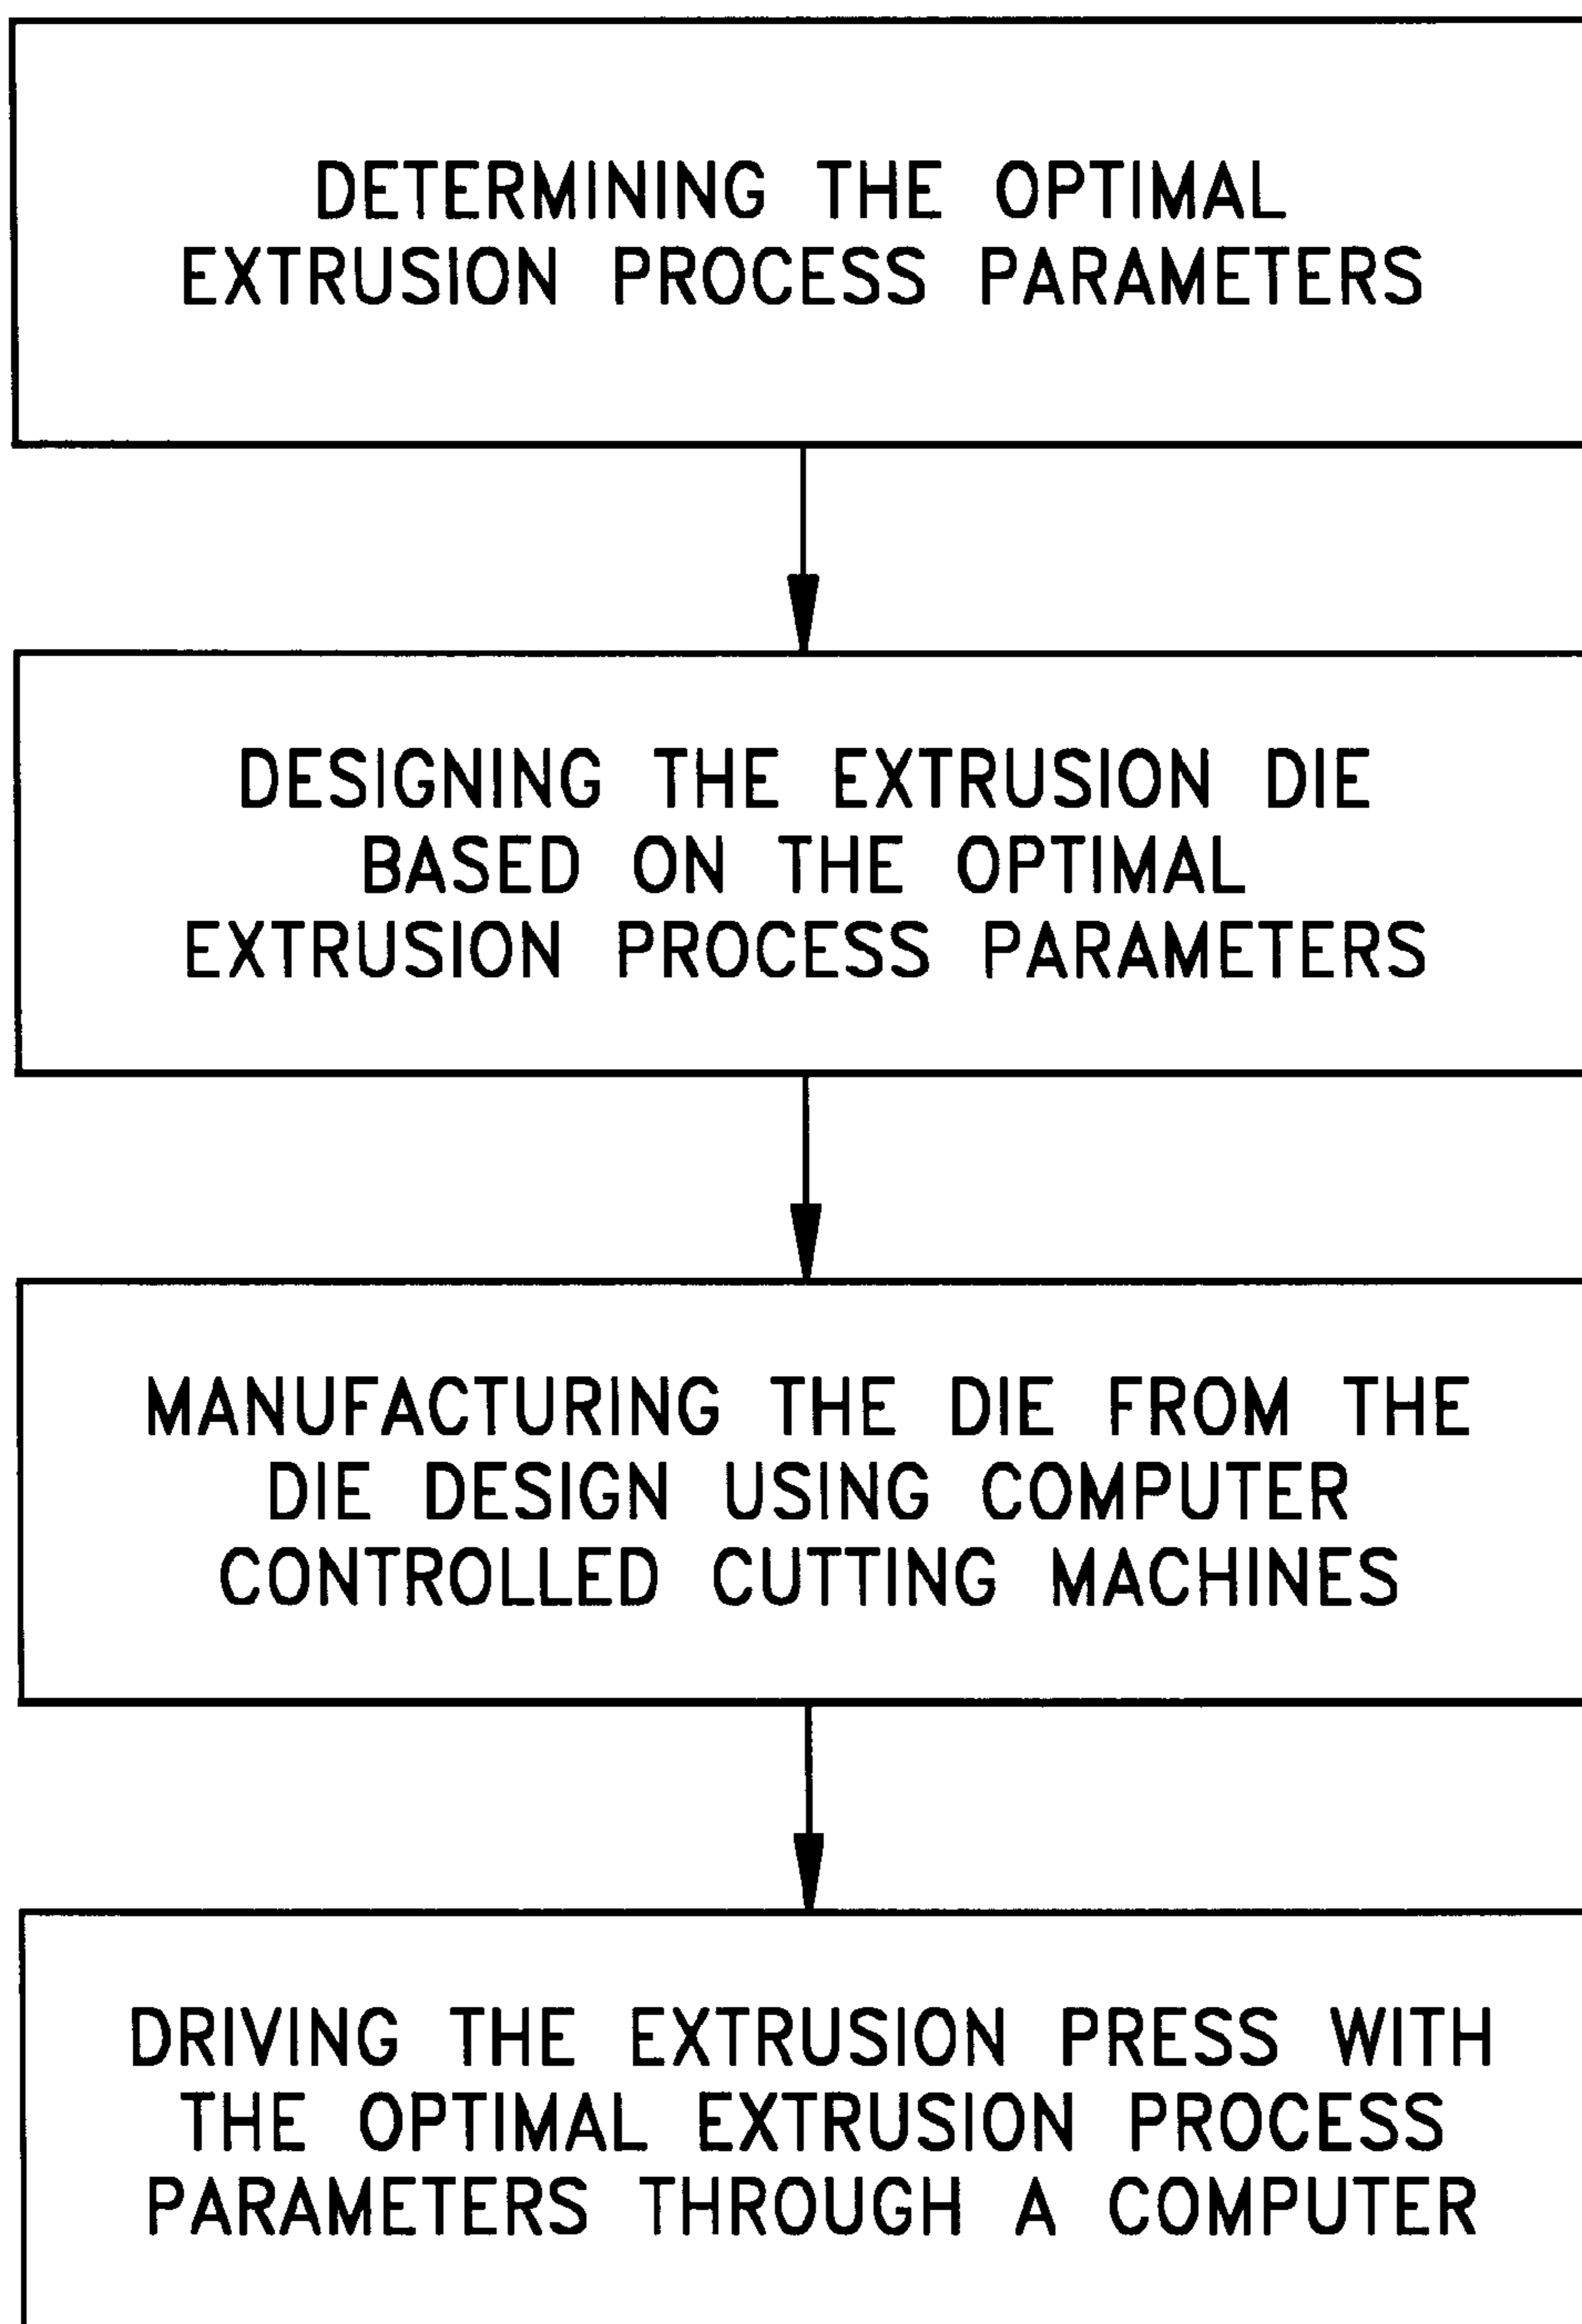 DETERMINING THE OPTIMAL
EXTRUSION PROCESS PARAMETERS
DESIGNING THE EXTRUSION DIE
BASED ON THE OPTIMAL
EXTRUSION PROCESS PARAMETERS
MANUFACTURING THE DIE FROM THE
DIE DESIGN USING COMPUTER
CONTROLLED CUTTING MACHINES
DRIVING THE EXTRUSION PRESS WITH
THE OPTIMAL EXTRUSION PROCESS
PARAMETERS THROUGH A COMPUTER